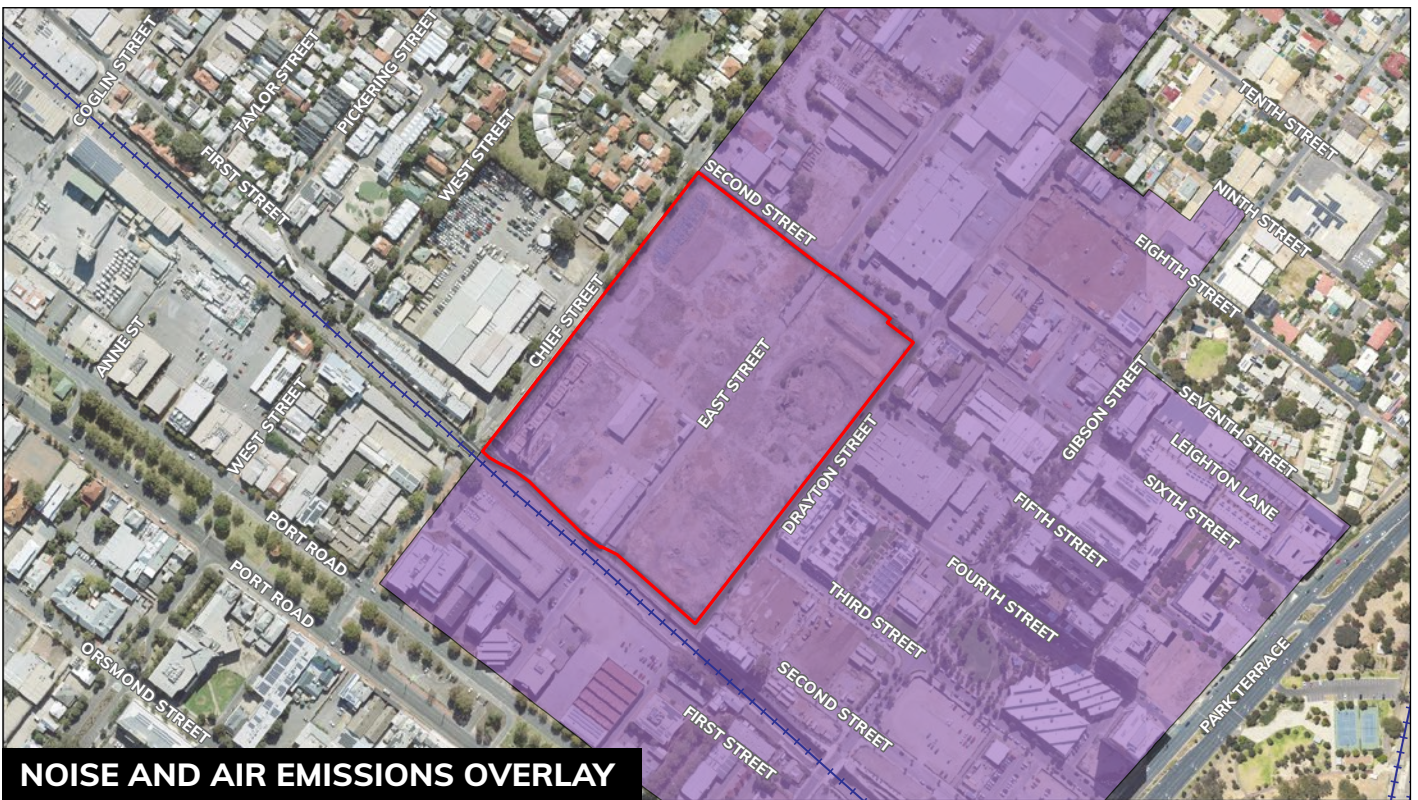 COGLIN STREET
TAYLOR STREET
PICKERING STREET
FIRST STREET
WEST STREET
TENTH STREET
SECOND STREET
NINTH STREET
EIGHTH STREET
ANNE ST
CHIEF STREET
EAST STREET
GIBSON STREET
SEVENTH STREET
WEST STREET
LEIGHTON LANE
DRAYTON STREET
SIXTH STREET
FIFTH STREET
PORT ROAD
PORT ROAD
FOURTH STREET
THIRD STREET
ORSMOND STREET
SECOND STREET
PARK TERRACE
FIRST STREET
NOISE AND AIR EMISSIONS OVERLAY